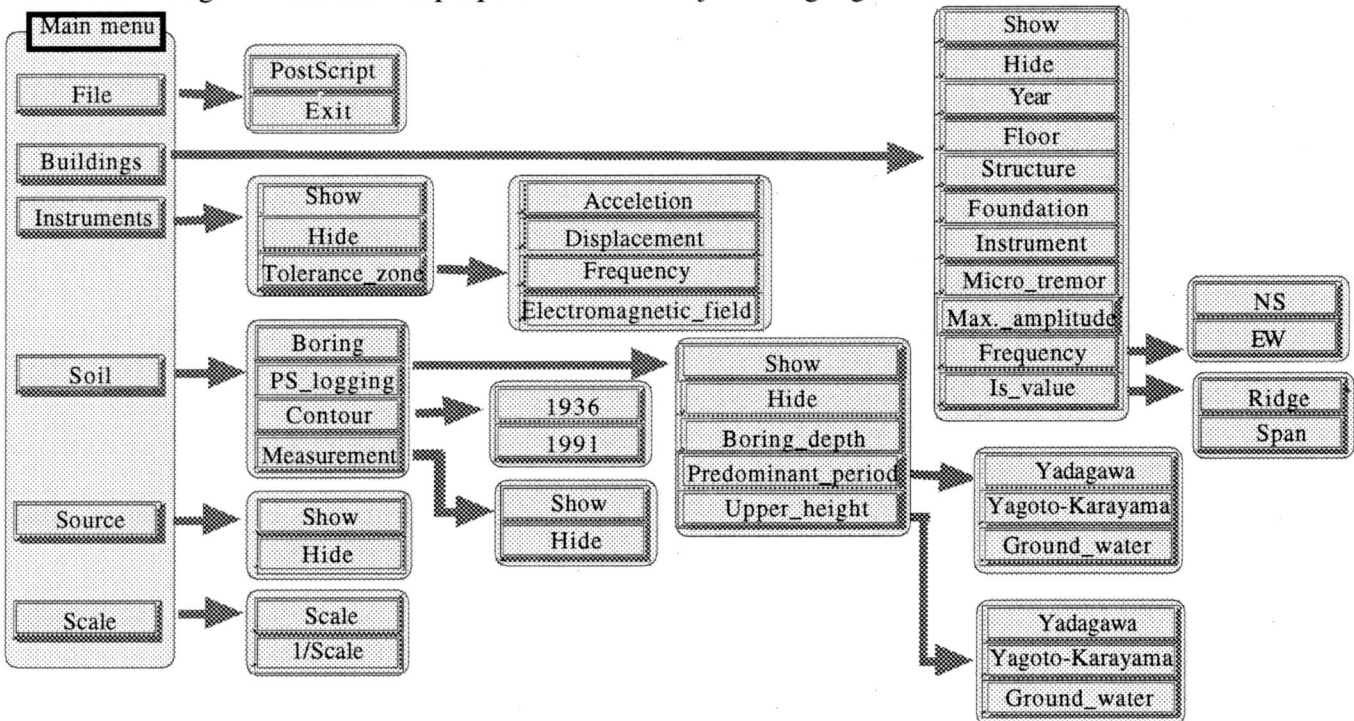 Main menu
File
Buildings
Instruments
Soil
Source
Scale
PostScript
Exit
Show
Hide
Tolerance_zone
Acceletion
Displacement
Frequency
Electromagnetic_field
Boring
PS_logging
Contour
Measurement
1936
1991
Show
Hide
Show
Hide
Boring_depth
Predominant_period
Upper_height
Show
Hide
Scale
1/Scale
Show
Hide
Year
Floor
Structure
Foundation
Instrument
Micro_tremor
Max._amplitude
Frequency
Is_value
NS
EW
Ridge
Span
Yadagawa
Yagoto-Karayama
Ground_water
Yadagawa
Yagoto-Karayama
Ground_water